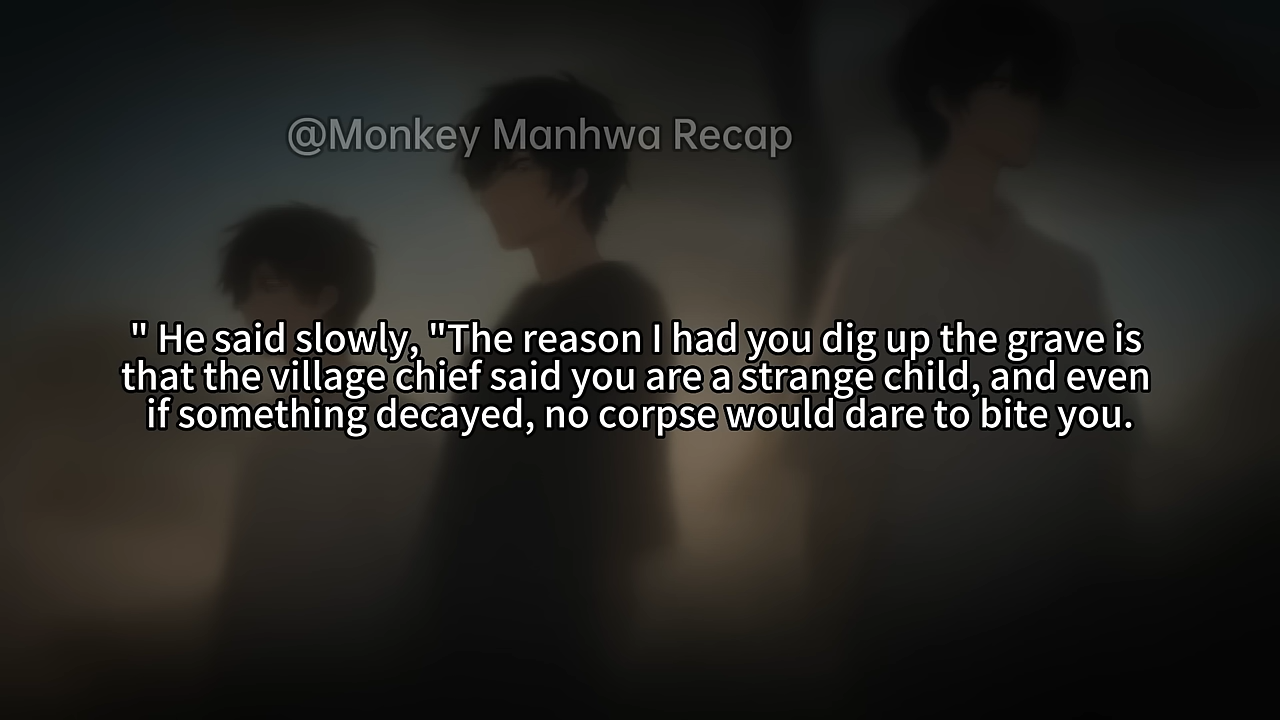 @Monkey Manhwa Recap
" He said slowly, "The reason I had you dig up the grave is
that the village chief said you are a strange child, and even
if something decayed, no corpse would dare to bite you.